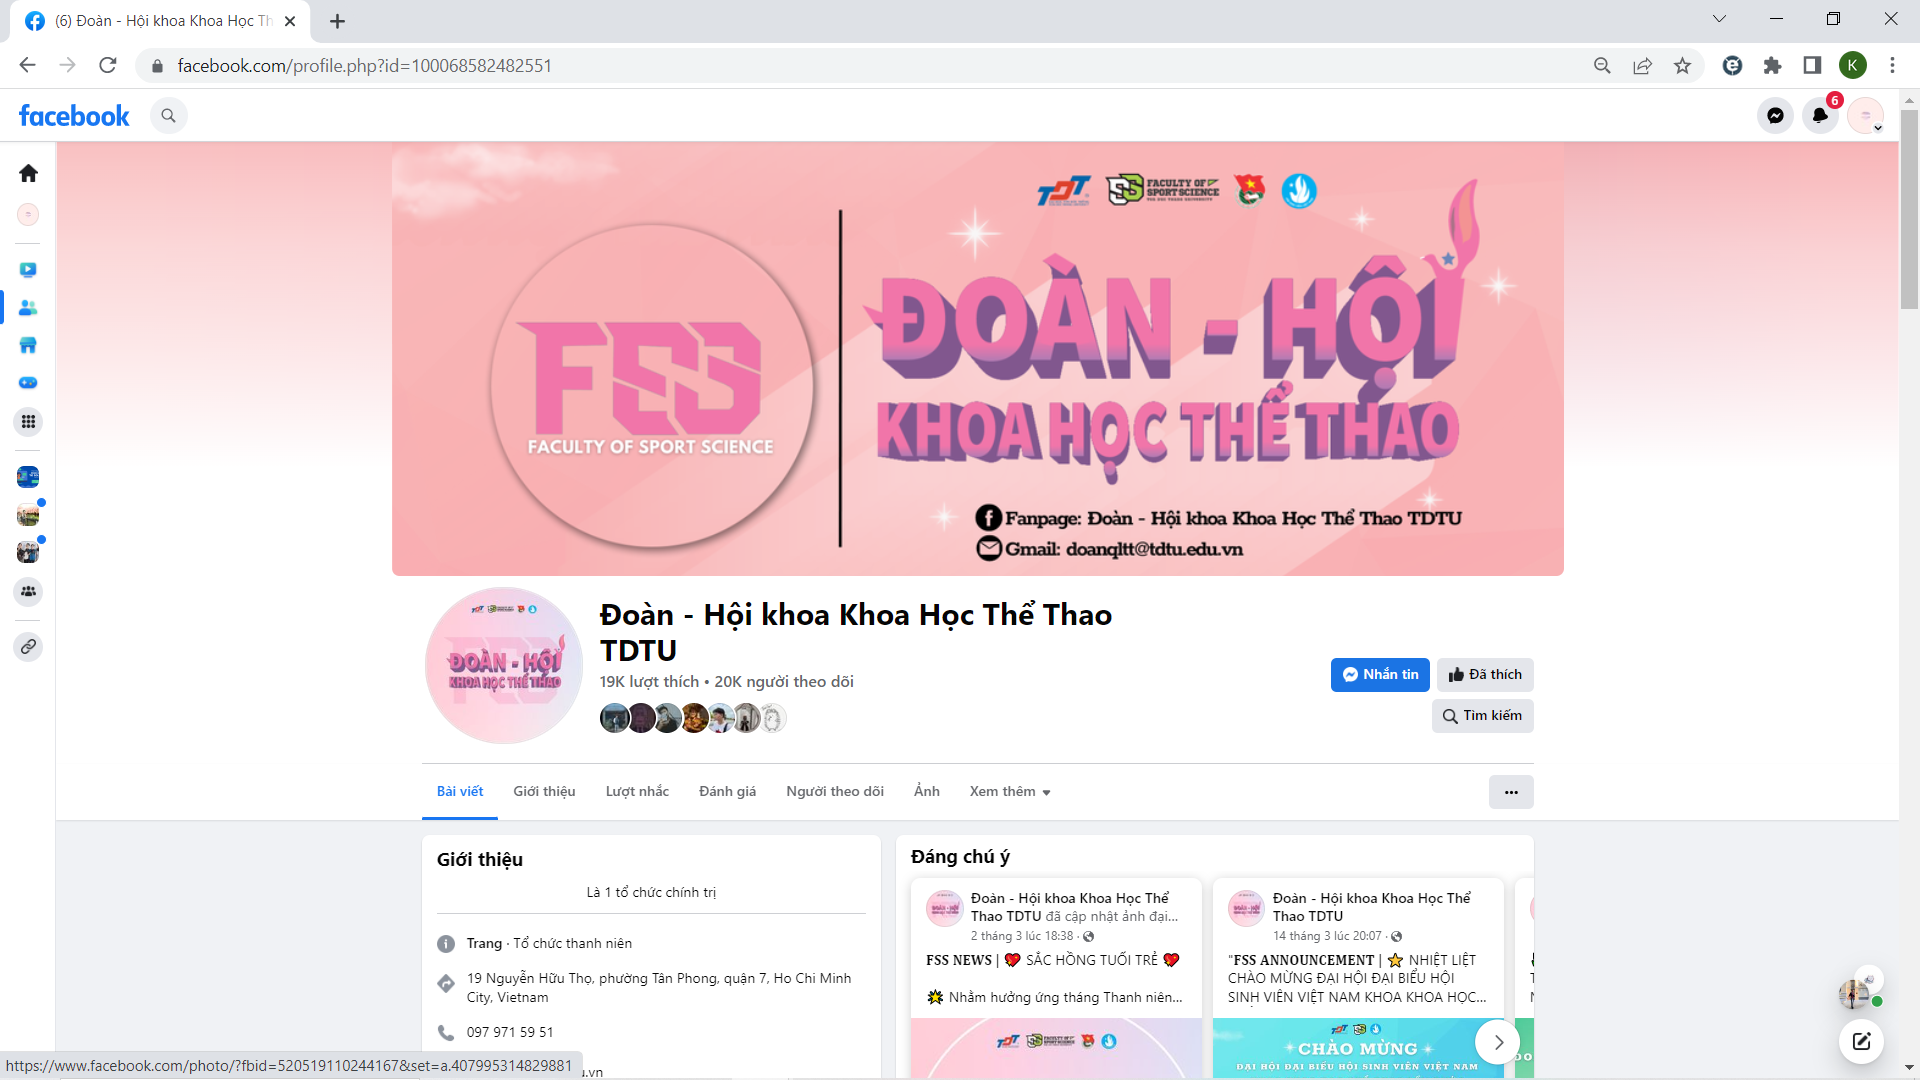 (6) Đoàn - Hội khoa Khoa Học Th
facebook.com/profile.php?id=100068582482551
K
facebook
6
TDT
FACULTY OF
SPORT SCIENCE
ĐOÀN - HỘI
KHOA HỌC THỂ THAO
FSS
FACULTY OF SPORT SCIENCE
Fanpage: Đoàn - Hội khoa Khoa Học Thể Thao TDTU
Gmail: doanqltt@tdtu.edu.vn
ĐOÀN - HỘI
KHOA HỌC THỂ THAO
Đoàn - Hội khoa Khoa Học Thể Thao
TDTU
19K lượt thích • 20K người theo dõi
Nhắn tin
Đã thích
Tìm kiếm
Bài viết
Giới thiệu
Lượt nhắc
Đánh giá
Người theo dõi
Ảnh
Xem thêm
Giới thiệu
Là 1 tổ chức chính trị
Trang · Tổ chức thanh niên
19 Nguyễn Hữu Thọ, phường Tân Phong, quận 7, Ho Chi Minh
City, Vietnam
097 971 59 51
u.vn
Đáng chú ý
Đoàn - Hội khoa Khoa Học Thể
Thao TDTU đã cập nhật ảnh đại...
2 tháng 3 lúc 18:38 ·
FSS NEWS | 💖 SẮC HỒNG TUỔI TRẺ 💖
🌟 Nhằm hưởng ứng tháng Thanh niên...
Đoàn - Hội khoa Khoa Học Thể
Thao TDTU
14 tháng 3 lúc 20:07 ·
"FSS ANNOUNCEMENT | ⭐ NHIỆT LIỆT
CHÀO MỪNG ĐẠI HỘI ĐẠI BIỂU HỘI
SINH VIÊN VIỆT NAM KHOA KHOA HỌC...
CHÀO MỪNG
ĐẠI HỘI ĐẠI BIỂU HỘI SINH VIÊN VIỆT NAM
https://www.facebook.com/photo/?fbid=520519110244167&set=a.407995314829881